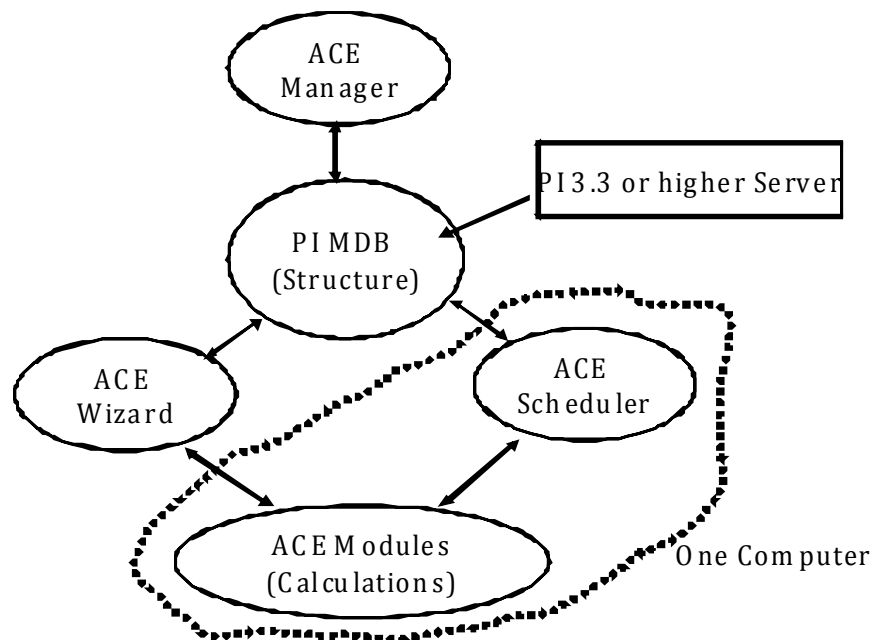 ACE
Manager
PI3.3 or higher Server
PI MDB
(Structure)
ACE
Wizard
ACE
Scheduler
ACE Modules
(Calculations)
One Computer